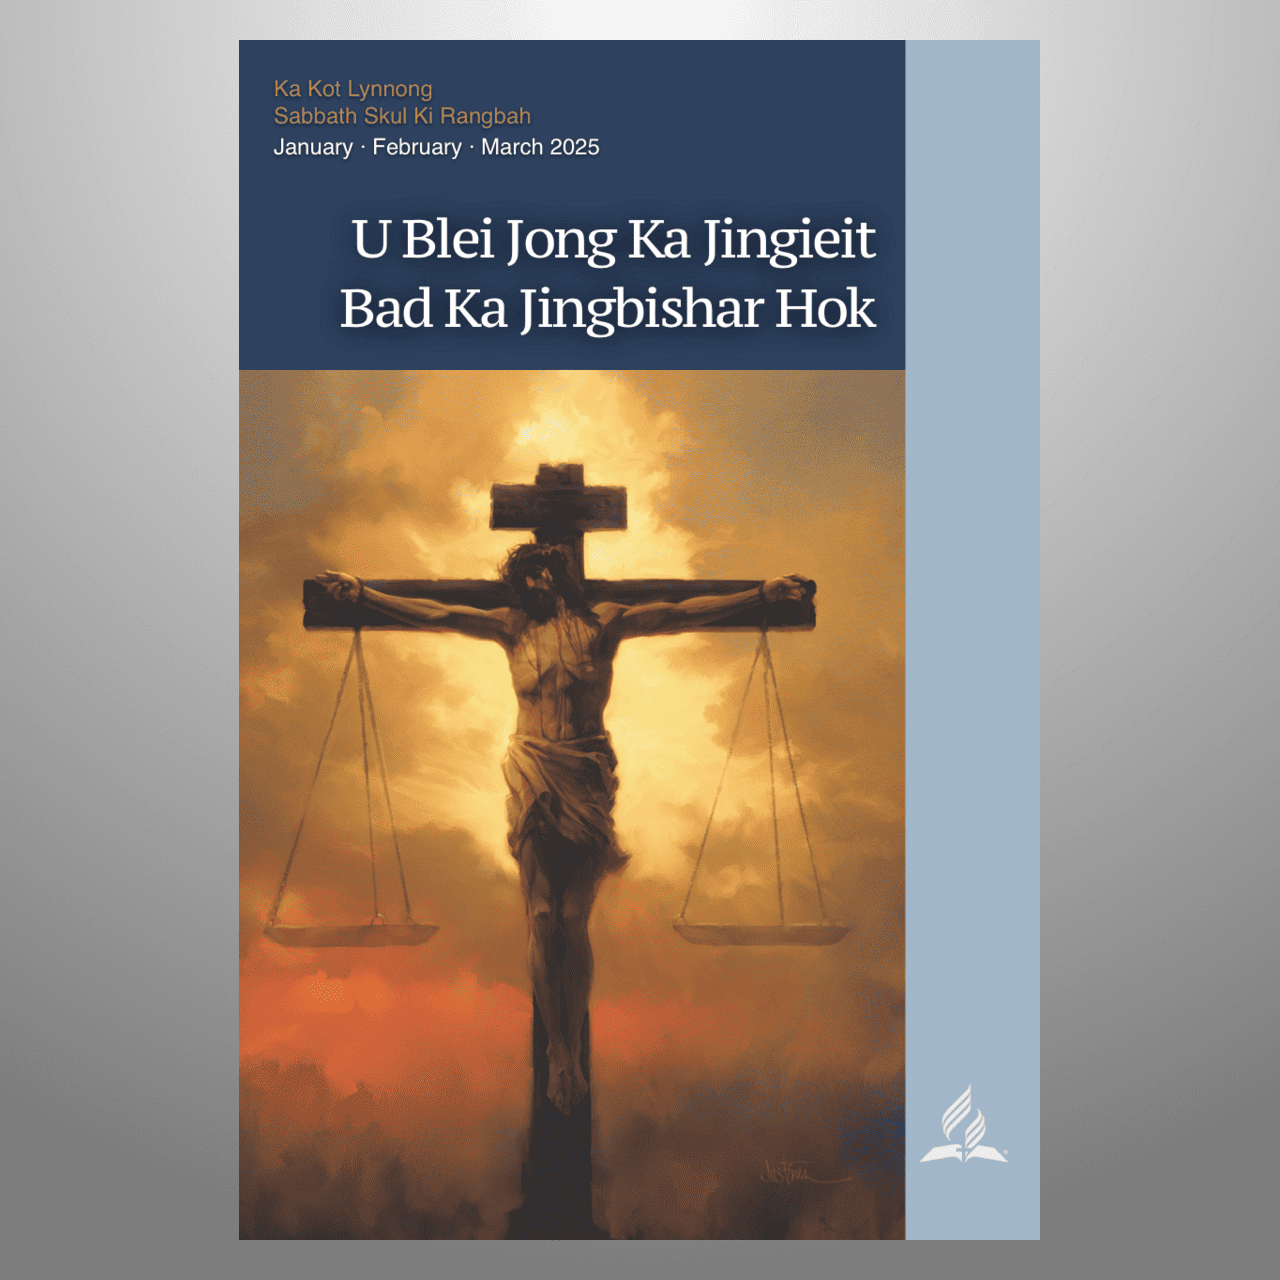 Ka Kot Lynnong
Sabbath Skul Ki Rangbah
January · February · March 2025
U Blei Jong Ka Jingieit
Bad Ka Jingbishar Hok